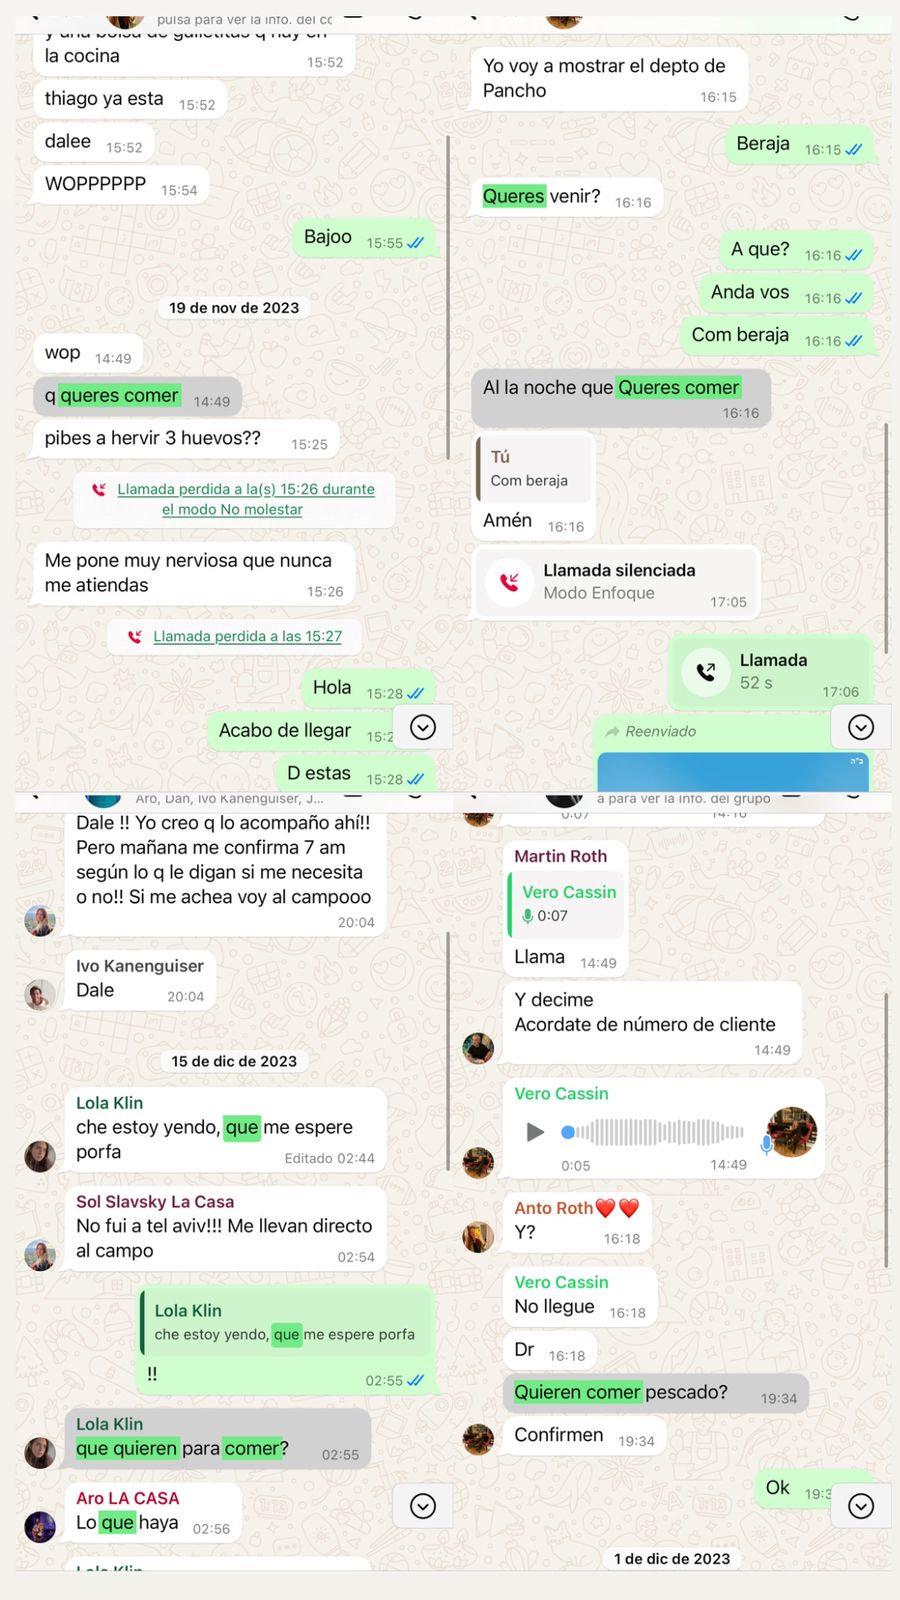 pulsa para ver la info. del
y una bolsa de galletitas q hay en
la cocina
15:52
thiago ya esta 15:52
dalee 15:52
WOPPPPPP 15:54
Bajoo 15:55
19 de nov de 2023
wop 14:49
q queres comer 14:49
pibes a hervir 3 huevos?? 15:25
Llamada perdida a la(s) 15:26 durante
el modo No molestar
Me pone muy nerviosa que nunca
me atiendas
15:26
Llamada perdida a las 15:27
Hola 15:28
Acabo de llegar
D estas 15:28
Yo voy a mostrar el depto de
Pancho
16:15
Beraja 16:15
Queres venir? 16:16
A que? 16:16
Anda vos 16:16
Com beraja 16:16
Al la noche que Queres comer
16:16
Tú
Com beraja
Amén 16:16
Llamada silenciada
Modo Enfoque
17:05
Llamada
52 s
17:06
Reenviado
ב"ה
Aro, Dan, Ivo Kanenguiser, J...
Dale !! Yo creo q lo acompaño ahí!!
Pero mañana me confirma 7 am
según lo q le digan si me necesita
o no!! Si me achea voy al campooo
20:04
Ivo Kanenguiser
Dale 20:04
15 de dic de 2023
Lola Klin
che estoy yendo, que me espere
porfa
Editado 02:44
Sol Slavsky La Casa
No fui a tel aviv!!! Me llevan directo
al campo
02:54
Lola Klin
che estoy yendo, que me espere porfa
!!
02:55
Lola Klin
que quieren para comer? 02:55
Aro LA CASA
Lo que haya 02:56
Lola Klin
a para ver la info. del grupo
0:07 14:16
Martin Roth
Vero Cassin
0:07
Llama 14:49
Y decime
Acordate de número de cliente
14:49
Vero Cassin
0:05 14:49
Anto Roth❤️❤️
Y? 16:18
Vero Cassin
No llegue 16:18
Dr 16:18
Quieren comer pescado? 19:34
Confirmen 19:34
Ok
1 de dic de 2023